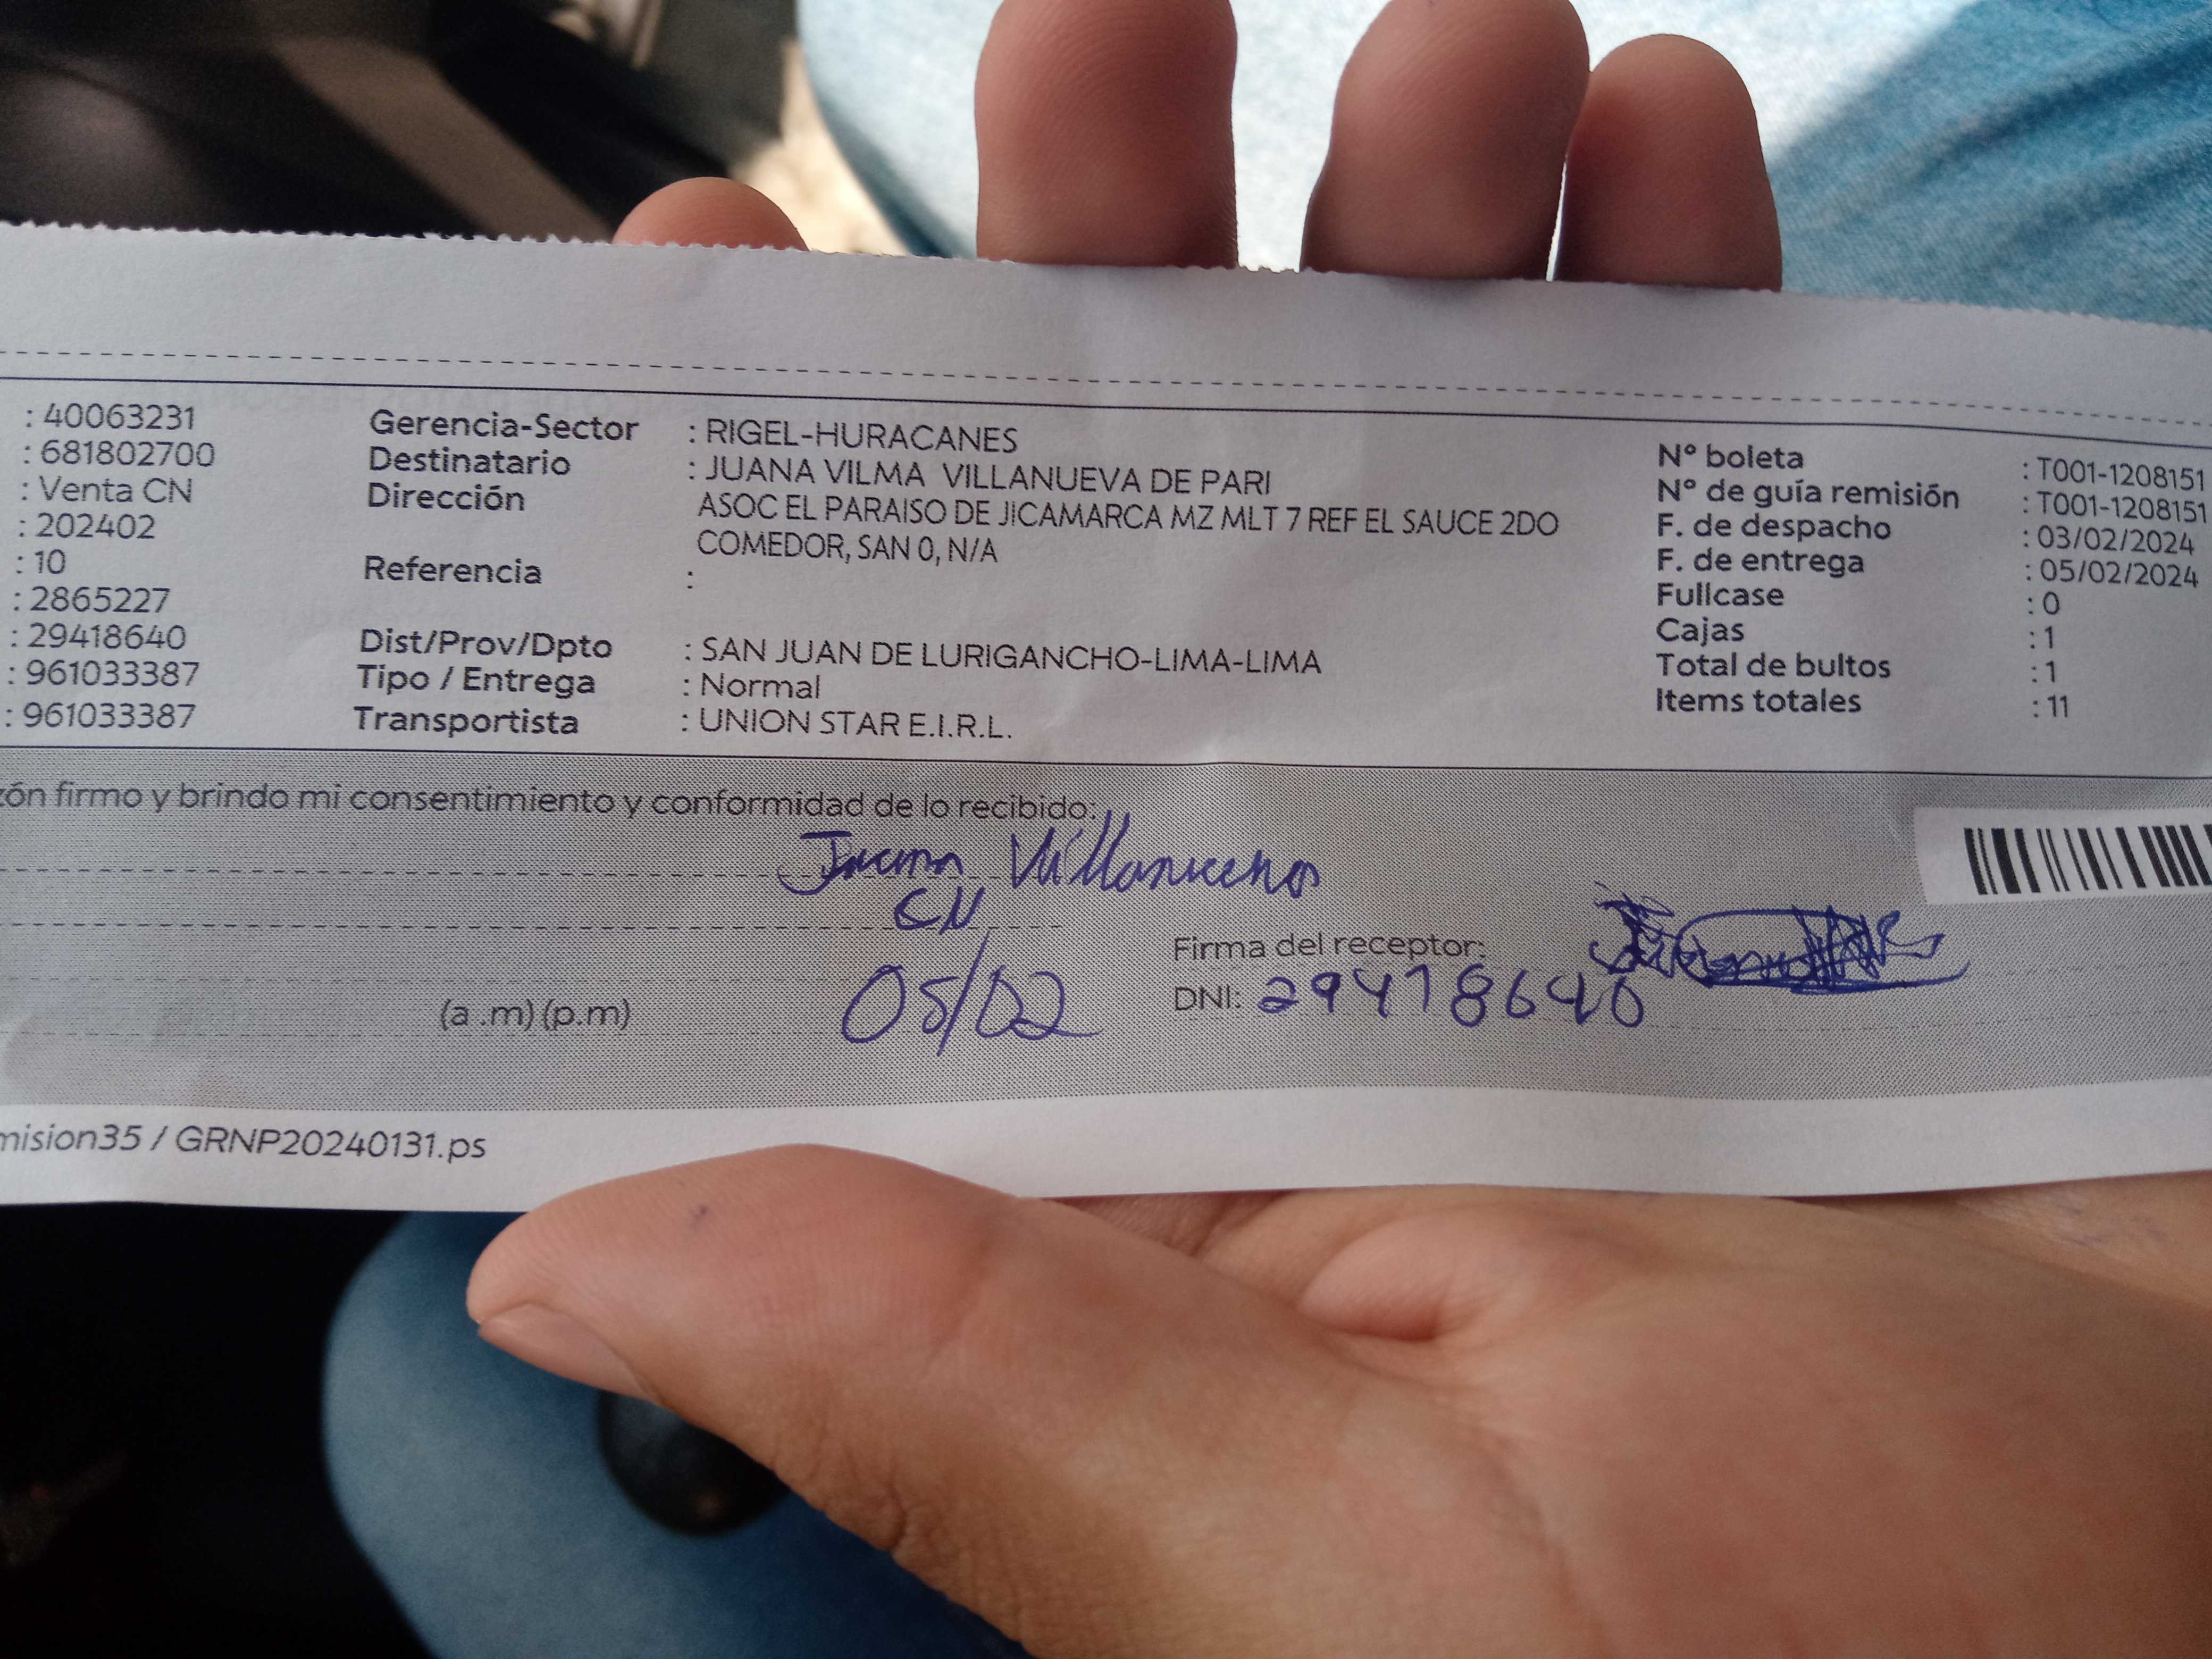 : 40063231
: 681802700
: Venta CN
: 202402
: 10
: 2865227
: 29418640
: 961033387
: 961033387
Gerencia-Sector : RIGEL-HURACANES
Destinatario : JUANA VILMA VILLANUEVA DE PARI
Dirección ASOC EL PARAISO DE JICAMARCA MZ MLT 7 REF EL SAUCE 2DO
COMEDOR, SAN 0, N/A
Referencia :
Dist/Prov/Dpto : SAN JUAN DE LURIGANCHO-LIMA-LIMA
Tipo / Entrega : Normal
Transportista : UNION STAR E.I.R.L.
Nº boleta : T001-1208151
Nº de guía remisión : T001-1208151
F. de despacho : 03/02/2024
F. de entrega : 05/02/2024
Fullcase : 0
Cajas : 1
Total de bultos : 1
Items totales : 11
zón firmo y brindo mi consentimiento y conformidad de lo recibido:
Juana Villanueva
CN
Firma del receptor:
(a .m) (p.m) 05/02 DNI: 29418640
mision35 / GRNP20240131.ps